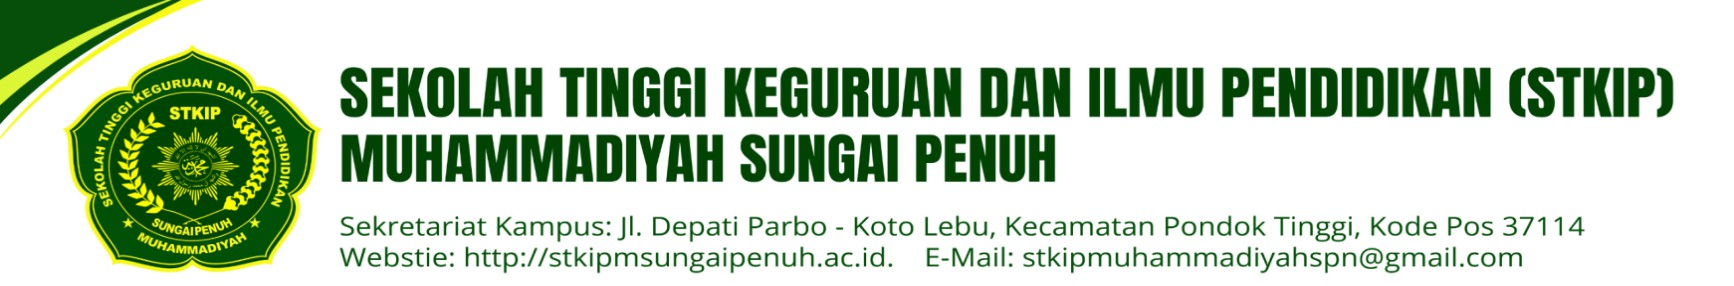 SEKOLAH TINGGI KEGURUAN DAN ILMU PENDIDIKAN
STKIP
SUNGAIPENUH
MUHAMMADIYAH
SEKOLAH TINGGI KEGURUAN DAN ILMU PENDIDIKAN (STKIP)
MUHAMMADIYAH SUNGAI PENUH
Sekretariat Kampus: Jl. Depati Parbo - Koto Lebu, Kecamatan Pondok Tinggi, Kode Pos 37114
Webstie: http://stkipmsungaipenuh.ac.id. E-Mail: stkipmuhammadiyahspn@gmail.com